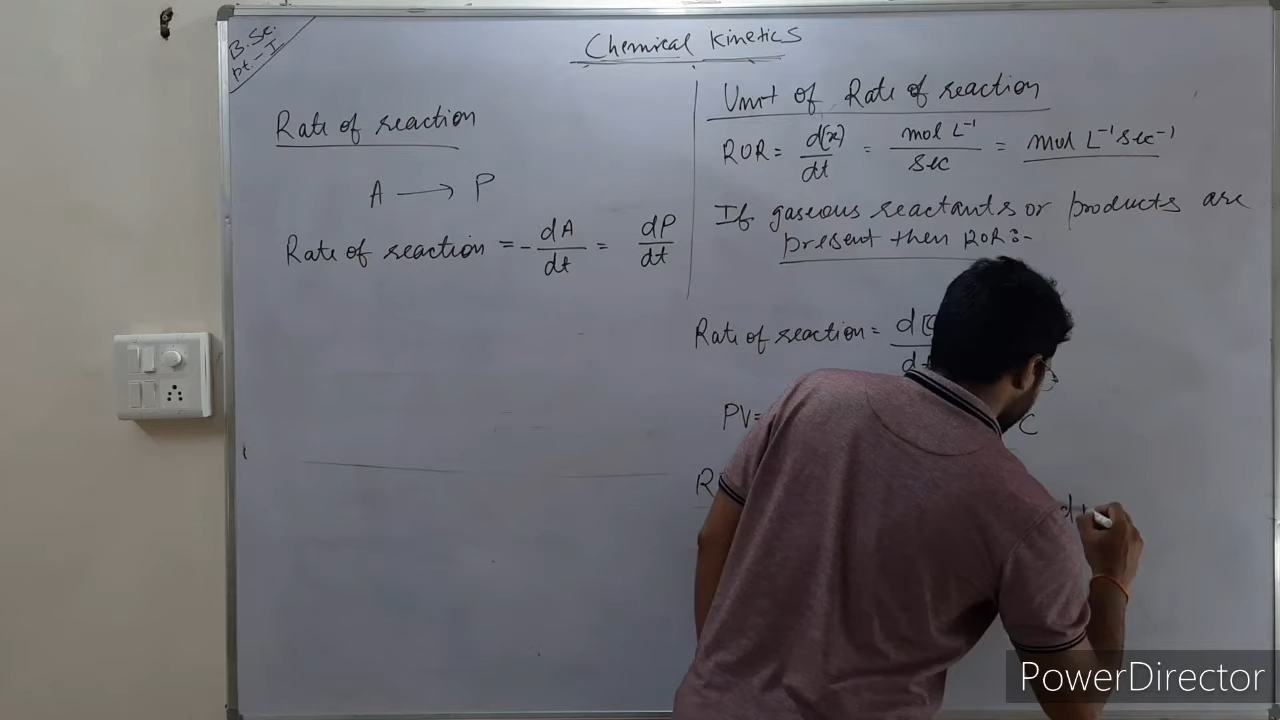 B.Sc.
pt.-I
Chemical Kinetics
Rate of reaction
A ⟶ P
Rate of reaction = - dA/dt = dP/dt
Unit of Rate of reaction
ROR = d[x]/dt = mol L⁻¹/sec = mol L⁻¹ sec⁻¹
If gaseous reactants or products are
present then ROR :-
Rate of reaction =
PV=
C
R
PowerDirector